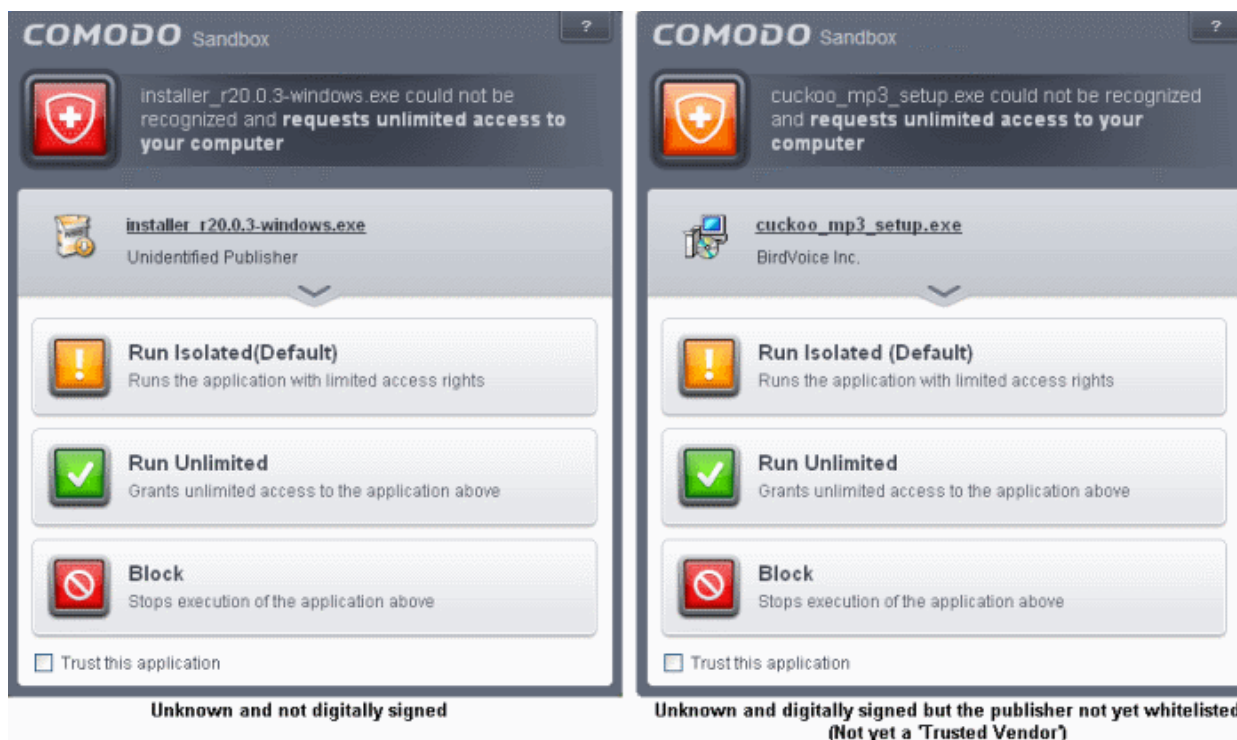 COMODO Sandbox
?
installer_r20.0.3-windows.exe could not be
recognized and requests unlimited access to
your computer
installer_r20.0.3-windows.exe
Unidentified Publisher
Run Isolated(Default)
Runs the application with limited access rights
Run Unlimited
Grants unlimited access to the application above
Block
Stops execution of the application above
Trust this application
Unknown and not digitally signed
COMODO Sandbox
?
cuckoo_mp3_setup.exe could not be recognized
and requests unlimited access to your
computer
cuckoo_mp3_setup.exe
BirdVoice Inc.
Run Isolated (Default)
Runs the application with limited access rights
Run Unlimited
Grants unlimited access to the application above
Block
Stops execution of the application above
Trust this application
Unknown and digitally signed but the publisher not yet whitelisted
(Not yet a 'Trusted Vendor')